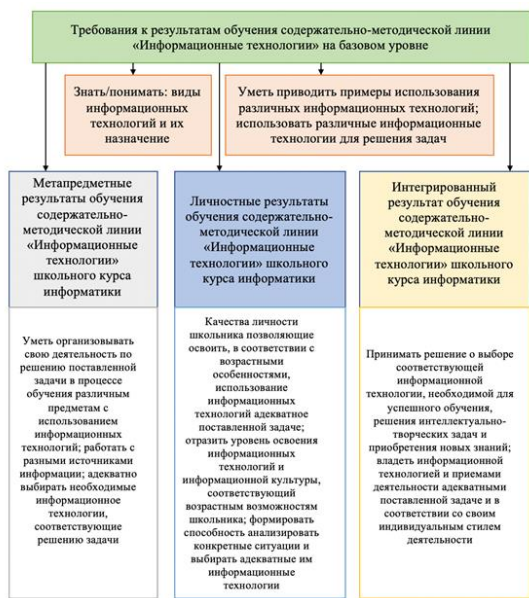 Требования к результатам обучения содержательно-методической линии
«Информационные технологии» на базовом уровне
Знать/понимать: виды
информационных
технологий и их
назначение
Уметь приводить примеры использования
различных информационных технологий;
использовать различные информационные
технологии для решения задач
Метапредметные
результаты обучения
содержательно-
методической линии
«Информационные
технологии»
школьного курса
информатики
Личностные результаты
обучения содержательно-
методической линии
«Информационные
технологии» школьного
курса информатики
Интегрированный
результат обучения
содержательно-
методической линии
«Информационные
технологии» школьного
курса информатики
Уметь организовывать
свою деятельность по
решению поставленной
задачи в процессе
обучения различным
предметам с
использованием
информационных
технологий; работать с
разными источниками
информации; адекватно
выбирать необходимые
информационное
технологии,
соответствующие
решению задачи
Качества личности
школьника позволяющие
освоить, в соответствии с
возрастными
особенностями,
использование
информационных
технологий адекватное
поставленной задаче;
отразить уровень освоения
информационных
технологий и
информационной культуры,
соответствующий
возрастным возможностям
школьника; формировать
способность анализировать
конкретные ситуации и
выбирать адекватные им
информационные
технологии
Принимать решение о выборе
соответствующей
информационной
технологии, необходимой для
успешного обучения,
решения интеллектуально-
творческих задач и
приобретения новых знаний;
владеть информационной
технологией и приемами
деятельности адекватными
поставленной задаче и в
соответствии со своим
индивидуальным стилем
деятельности